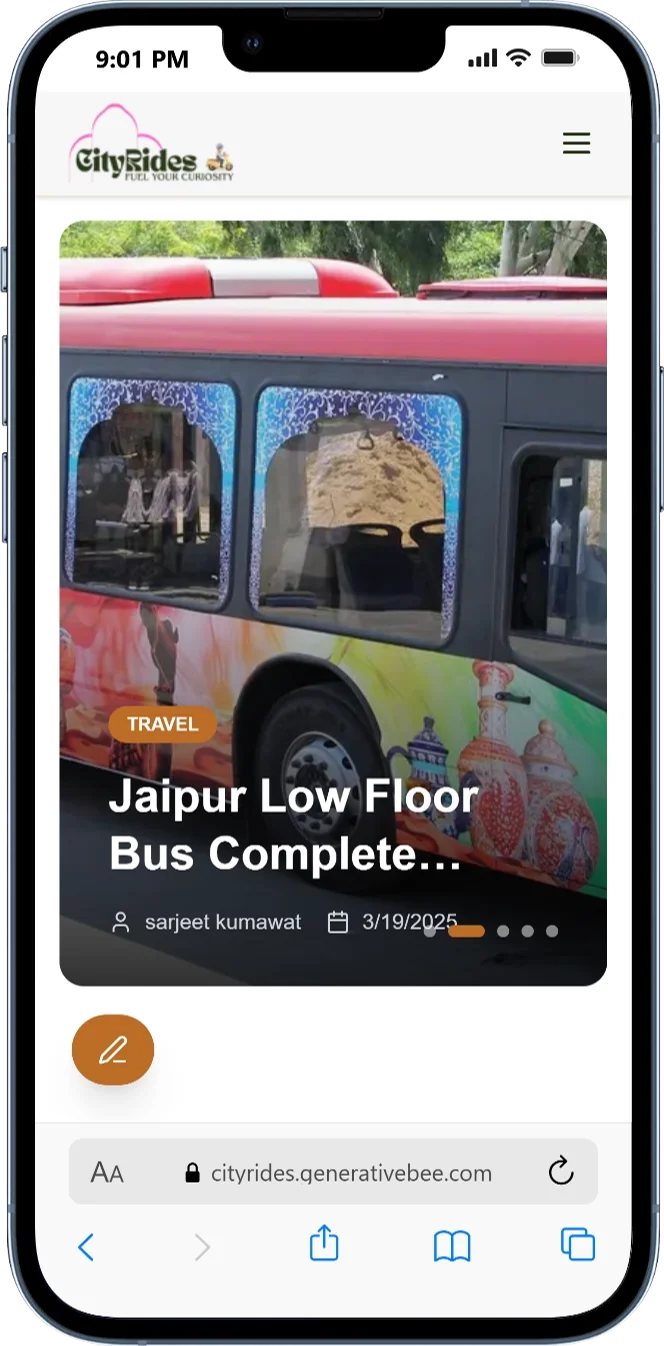 9:01 PM
CityRides
FUEL YOUR CURIOSITY
TRAVEL
Jaipur Low Floor
Bus Complete...
sarjeet kumawat 3/19/2025
AA cityrides.generativebee.com